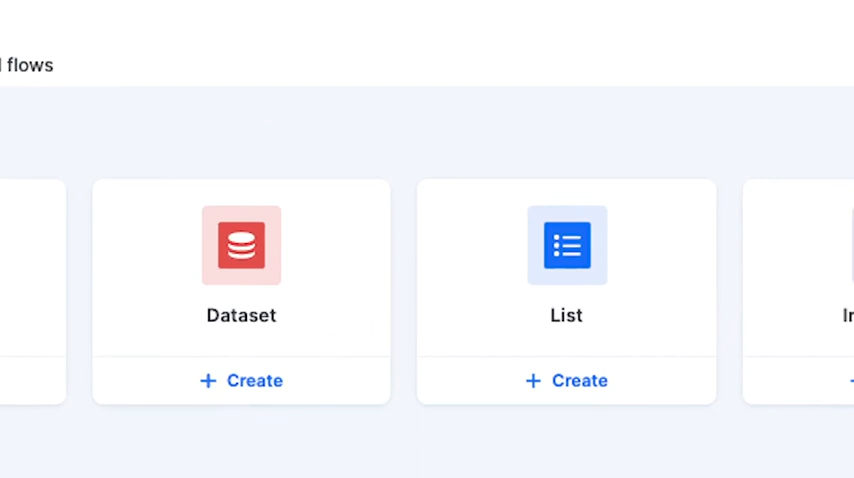 flows
Dataset
List
+ Create
+ Create